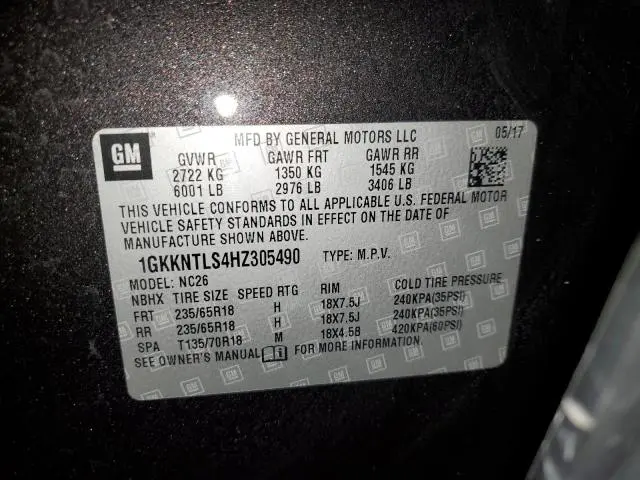 GM MFD BY GENERAL MOTORS LLC 05/17
GVWR GAWR FRT GAWR RR
2722 KG 1350 KG 1545 KG
6001 LB 2976 LB 3406 LB
THIS VEHICLE CONFORMS TO ALL APPLICABLE U.S. FEDERAL MOTOR
VEHICLE SAFETY STANDARDS IN EFFECT ON THE DATE OF
MANUFACTURE SHOWN ABOVE.
1GKKNTLS4HZ305490 TYPE: M.P.V.
MODEL: NC26
NBHX TIRE SIZE SPEED RTG RIM COLD TIRE PRESSURE
FRT 235/65R18 H 18X7.5J 240KPA(35PSI)
RR 235/65R18 H 18X7.5J 240KPA(35PSI)
SPA T135/70R18 M 18X4.5B 420KPA(60PSI)
SEE OWNER'S MANUAL FOR MORE INFORMATION.